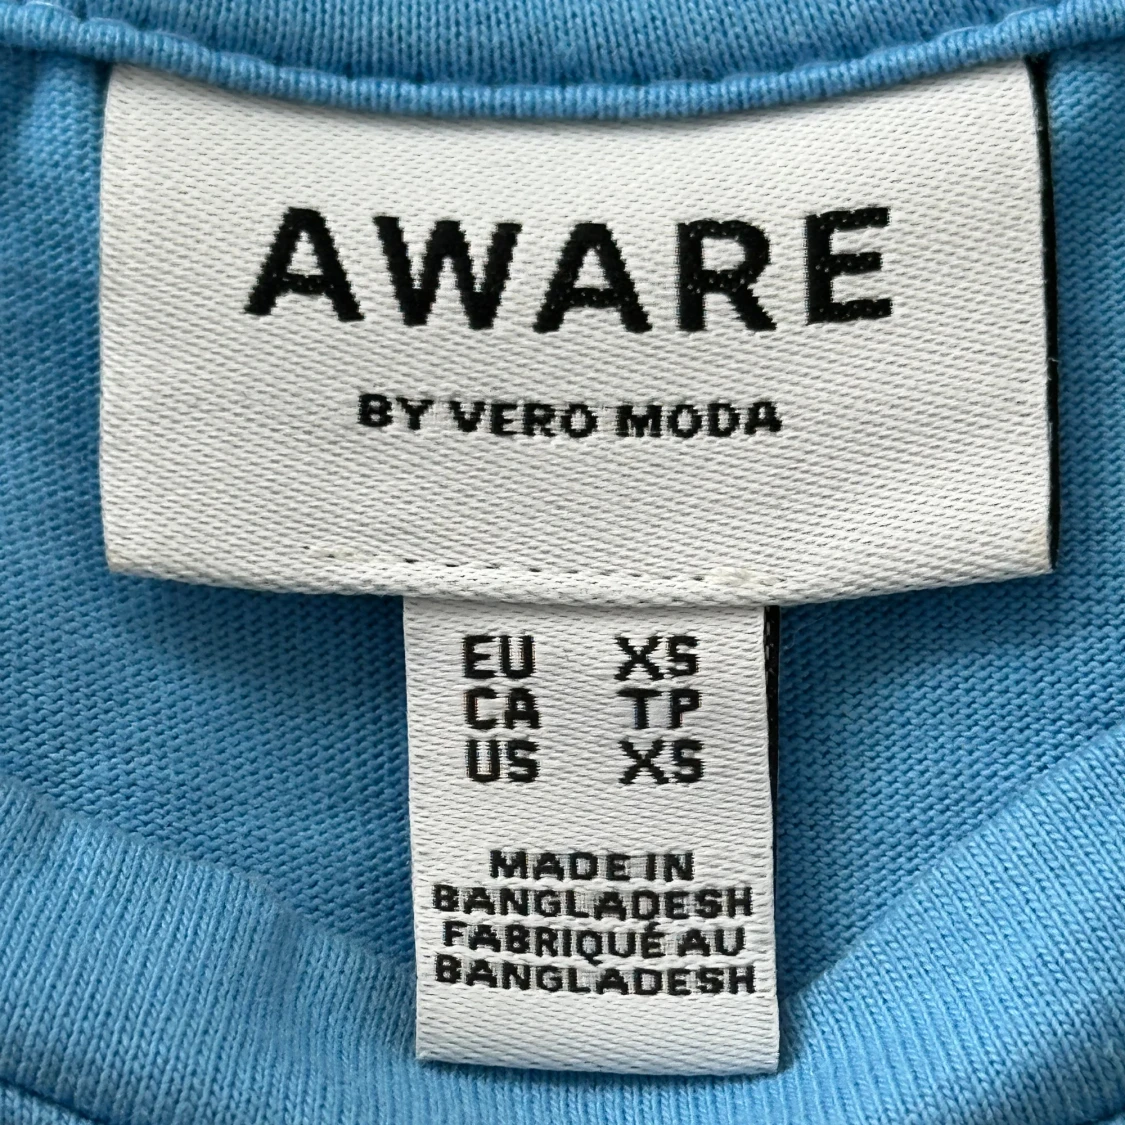 AWARE
BY VERO MODA
EU XS
CA TP
US XS
MADE IN
BANGLADESH
FABRIQUÉ AU
BANGLADESH